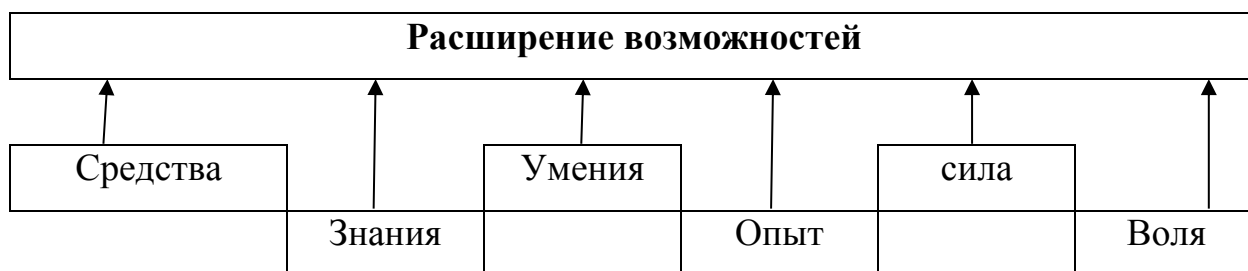 Расширение возможностей
Средства Умения сила
Знания Опыт Воля